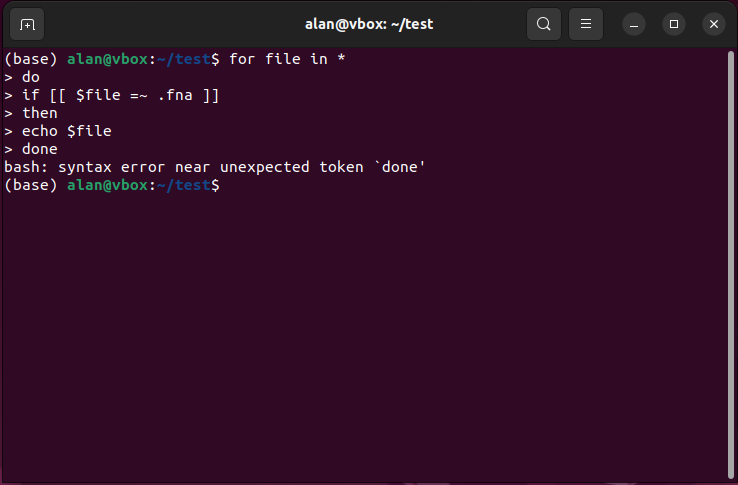 alan@vbox: ~/test
(base) alan@vbox:~/test$ for file in *
> do
> if [[ $file =~ .fna ]]
> then
> echo $file
> done
bash: syntax error near unexpected token `done'
(base) alan@vbox:~/test$